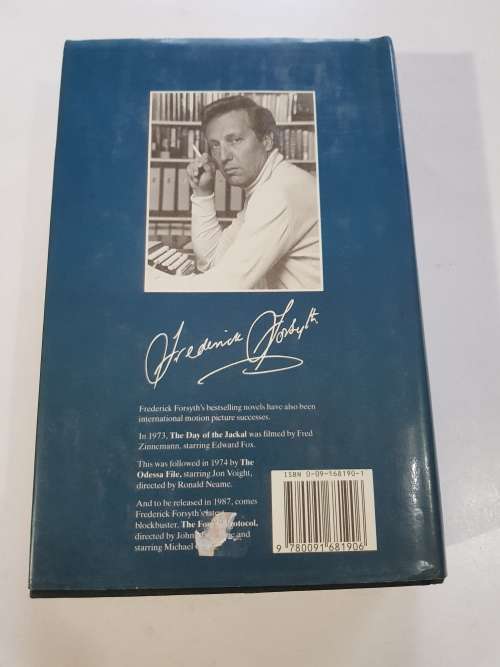 Frederick Forsyth
Frederick Forsyth's bestselling novels have also been
international motion picture successes.
In 1973, The Day of the Jackal was filmed by Fred
Zinnemann, starring Edward Fox.
This was followed in 1974 by The
Odessa File, starring Jon Voight,
directed by Ronald Neame.
And to be released in 1987, comes
Frederick Forsyth's latest
blockbuster. The Fourth Protocol,
directed by John and
starring Michael
ISBN 0-09-168190-1
9 780091 681906